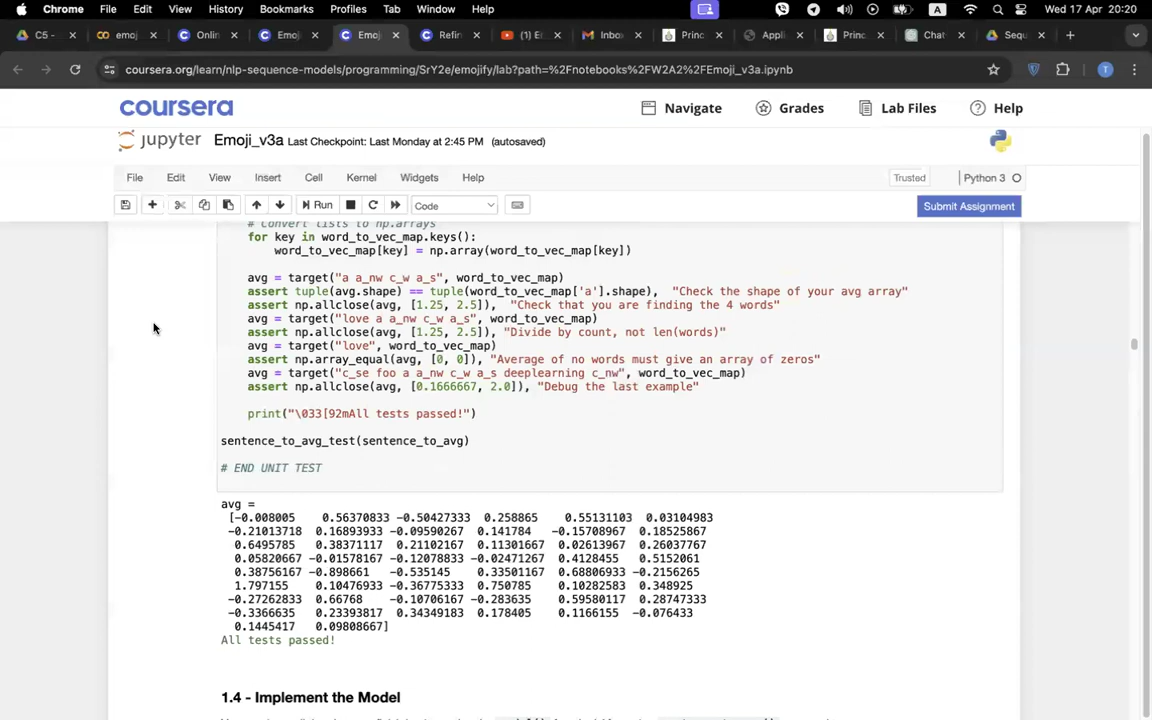 Chrome File Edit View History Bookmarks Profiles Tab Window Help A Wed 17 Apr 20:20
C5 - emoj Onlin Emoj Emoj Refin (1) E Inbo Princ Appli Princ Chat Sequ
coursera.org/learn/nlp-sequence-models/programming/SrY2e/emojify/lab?path=%2Fnotebooks%2FW2A2%2FEmoji_v3a.ipynb T
coursera Navigate Grades Lab Files Help
jupyter Emoji_v3a Last Checkpoint: Last Monday at 2:45 PM (autosaved)
File Edit View Insert Cell Kernel Widgets Help Trusted Python 3
Run Code Submit Assignment
# Convert lists to np.arrays
for key in word_to_vec_map.keys():
word_to_vec_map[key] = np.array(word_to_vec_map[key])
avg = target("a a_nw c_w a_s", word_to_vec_map)
assert tuple(avg.shape) == tuple(word_to_vec_map['a'].shape), "Check the shape of your avg array"
assert np.allclose(avg, [1.25, 2.5]), "Check that you are finding the 4 words"
avg = target("love a a_nw c_w a_s", word_to_vec_map)
assert np.allclose(avg, [1.25, 2.5]), "Divide by count, not len(words)"
avg = target("love", word_to_vec_map)
assert np.array_equal(avg, [0, 0]), "Average of no words must give an array of zeros"
avg = target("c_se foo a a_nw c_w a_s deeplearning c_nw", word_to_vec_map)
assert np.allclose(avg, [0.1666667, 2.0]), "Debug the last example"
print("\033[92mAll tests passed!")
sentence_to_avg_test(sentence_to_avg)
# END UNIT TEST
avg =
[-0.008005 0.56370833 -0.50427333 0.258865 0.55131103 0.03104983
-0.21013718 0.16893933 -0.09590267 0.141784 -0.15708967 0.18525867
0.6495785 0.38371117 0.21102167 0.11301667 0.02613967 0.26037767
0.05820667 -0.01578167 -0.12078833 -0.02471267 0.4128455 0.5152061
0.38756167 -0.898661 -0.535145 0.33501167 0.68806933 -0.2156265
1.797155 0.10476933 -0.36775333 0.750785 0.10282583 0.348925
-0.27262833 0.66768 -0.10706167 -0.283635 0.59580117 0.28747333
-0.3366635 0.23393817 0.34349183 0.178405 0.1166155 -0.076433
0.1445417 0.09808667]
All tests passed!
1.4 - Implement the Model